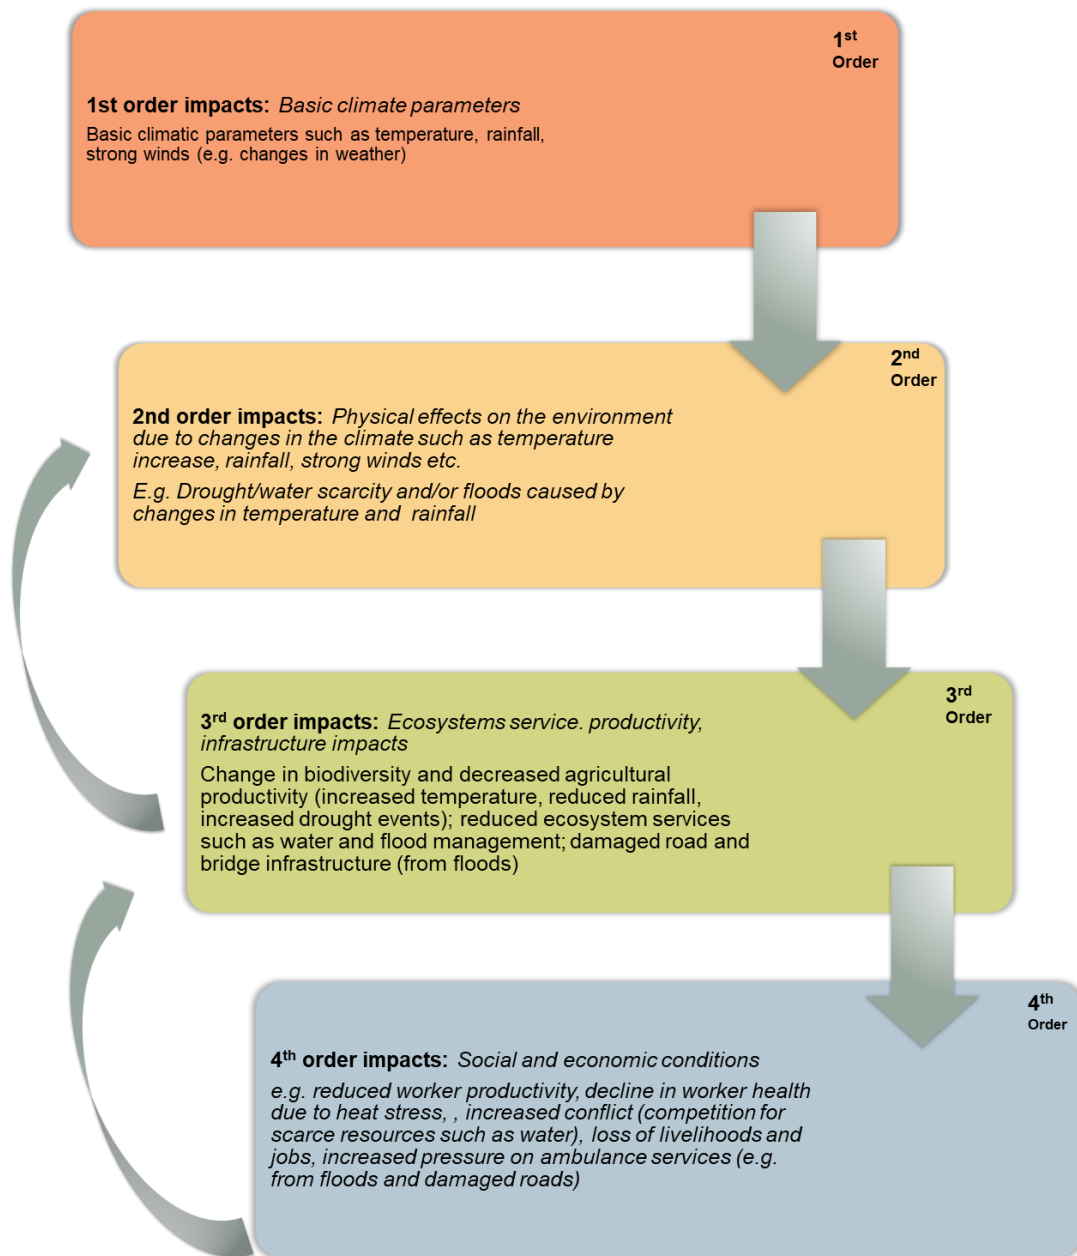 1st
Order
1st order impacts: Basic climate parameters
Basic climatic parameters such as temperature, rainfall,
strong winds (e.g. changes in weather)
2nd
Order
2nd order impacts: Physical effects on the environment
due to changes in the climate such as temperature
increase, rainfall, strong winds etc.
E.g. Drought/water scarcity and/or floods caused by
changes in temperature and rainfall
3rd
Order
3rd order impacts: Ecosystems service. productivity,
infrastructure impacts
Change in biodiversity and decreased agricultural
productivity (increased temperature, reduced rainfall,
increased drought events); reduced ecosystem services
such as water and flood management; damaged road and
bridge infrastructure (from floods)
4th
Order
4th order impacts: Social and economic conditions
e.g. reduced worker productivity, decline in worker health
due to heat stress, , increased conflict (competition for
scarce resources such as water), loss of livelihoods and
jobs, increased pressure on ambulance services (e.g.
from floods and damaged roads)